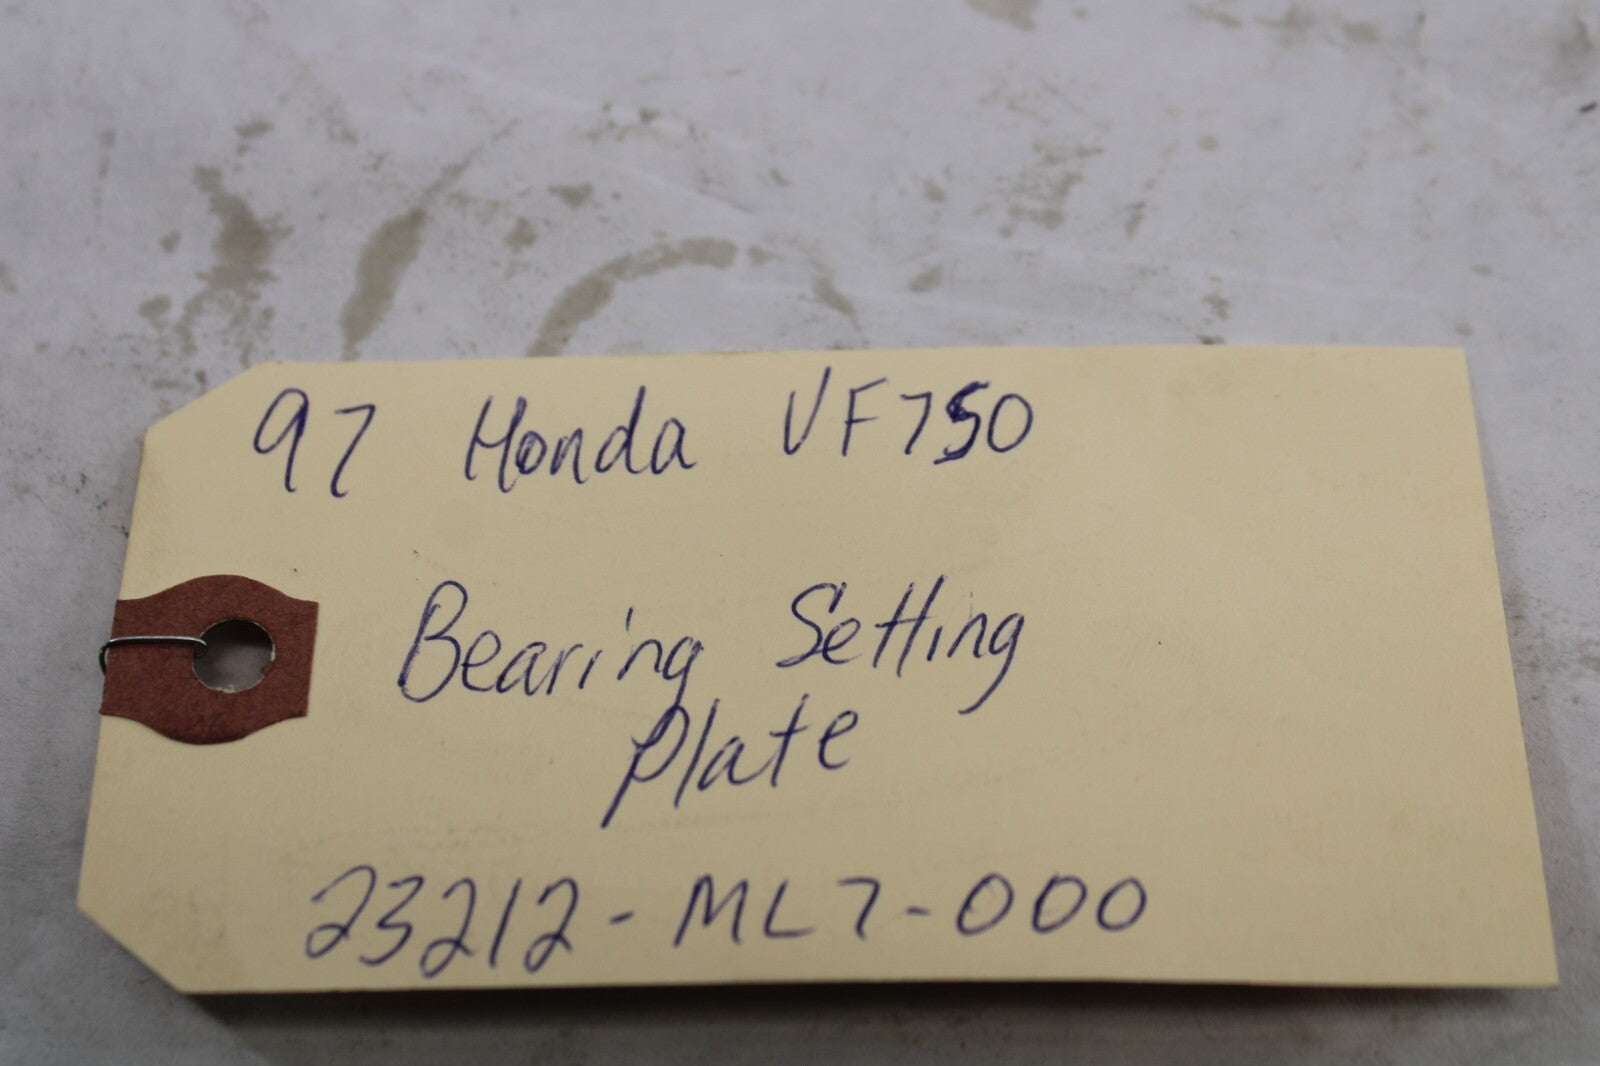 97 Honda VF750
Bearing Setting
Plate
23212-ML7-000